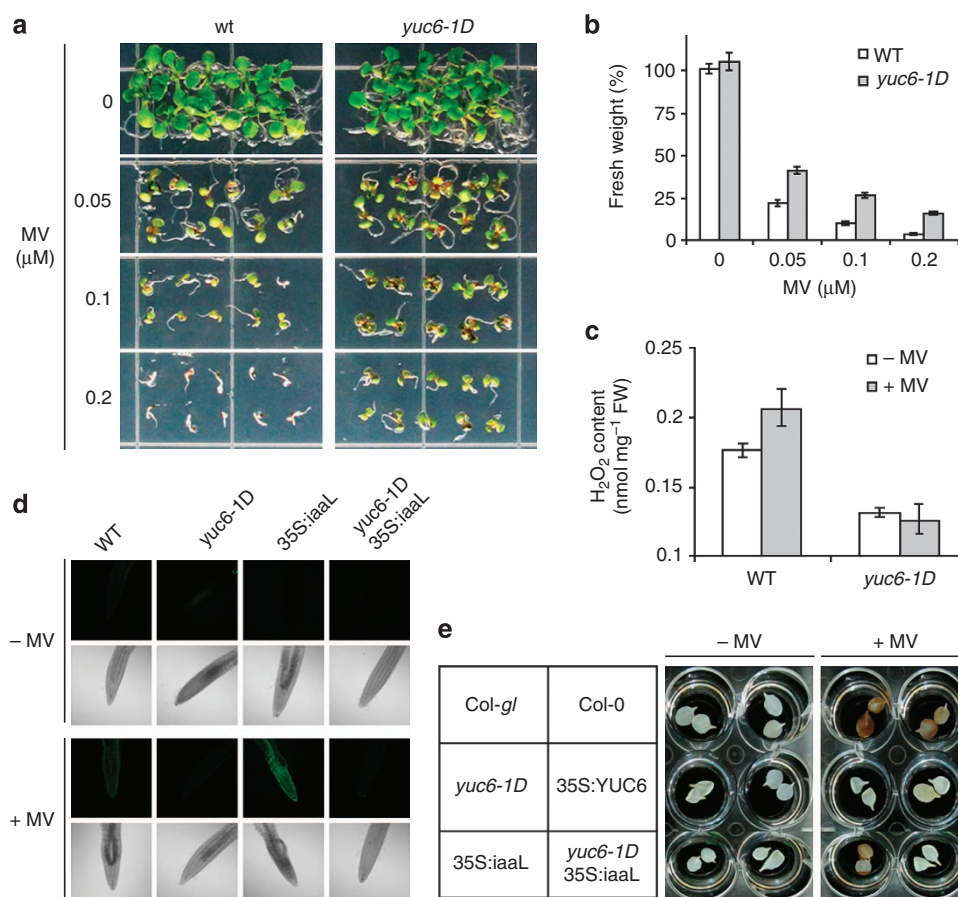 a
wt
yuc6-1D
MV
(μM)
0
0.05
0.1
0.2
b
Fresh weight (%)
100
75
50
25
0
WT
yuc6-1D
0
0.05
0.1
0.2
MV (μM)
c
H₂O₂ content
(nmol mg⁻¹ FW)
0.25
0.2
0.15
0.1
– MV
+ MV
WT
yuc6-1D
d
WT
yuc6-1D
35S:iaaL
yuc6-1D
35S:iaaL
– MV
+ MV
e
– MV
+ MV
Col-gl
Col-0
yuc6-1D
35S:YUC6
35S:iaaL
yuc6-1D
35S:iaaL